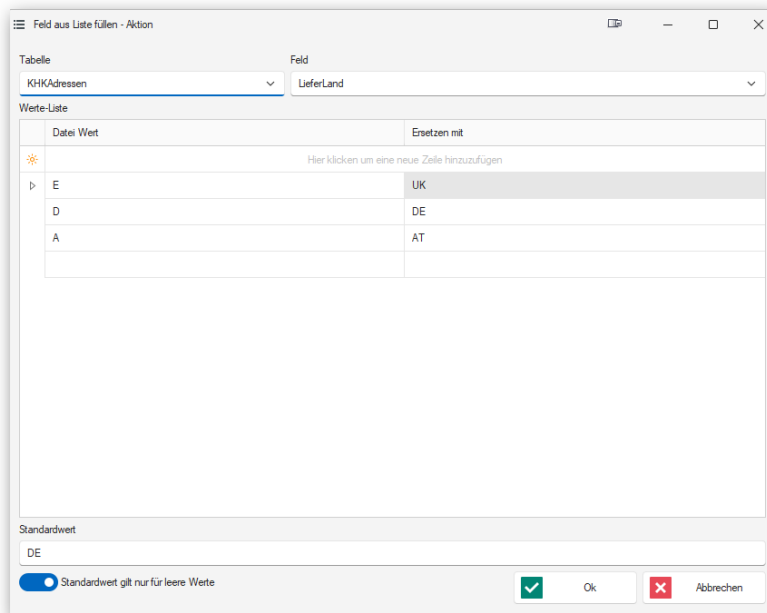 Feld aus Liste füllen - Aktion
Tabelle Feld
KHKAdressen LieferLand
Werte-Liste
Datei Wert Ersetzen mit
Hier klicken um eine neue Zeile hinzuzufügen
E UK
D DE
A AT
Standardwert
DE
Standardwert gilt nur für leere Werte Ok Abbrechen